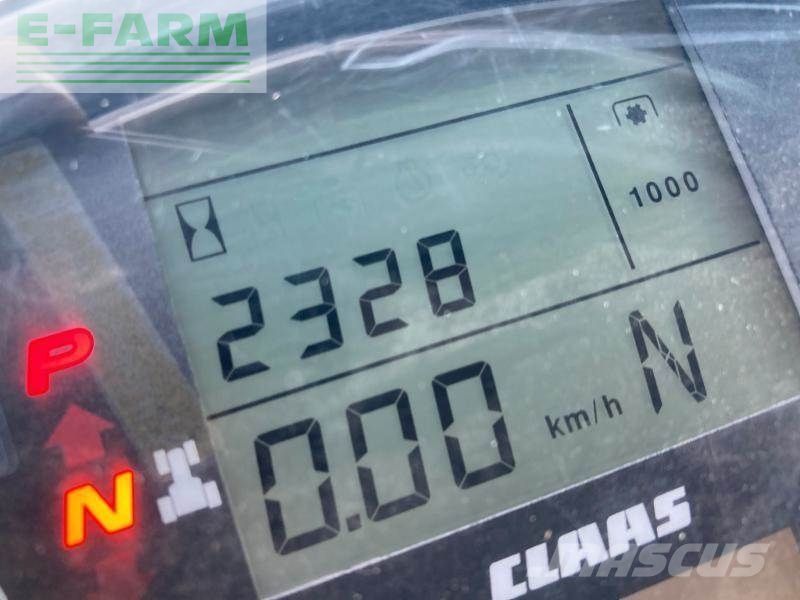 E-FARM
1000
2328
P
0.00 km/h N
N
CLAAS
MASCUS